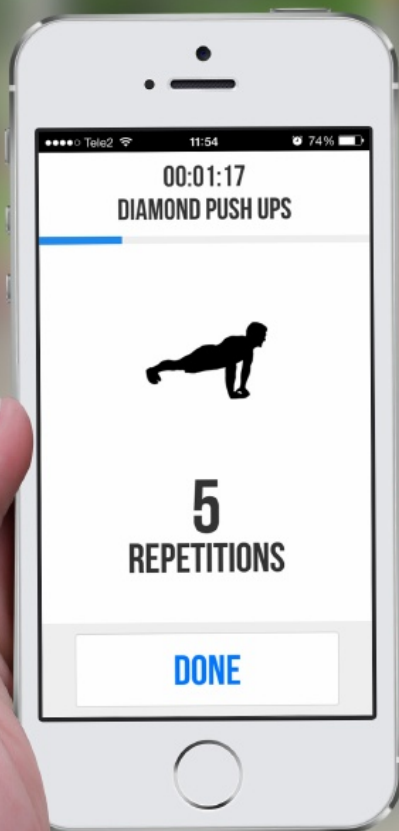 Tele2 11:54 74%
00:01:17
DIAMOND PUSH UPS
5
REPETITIONS
DONE